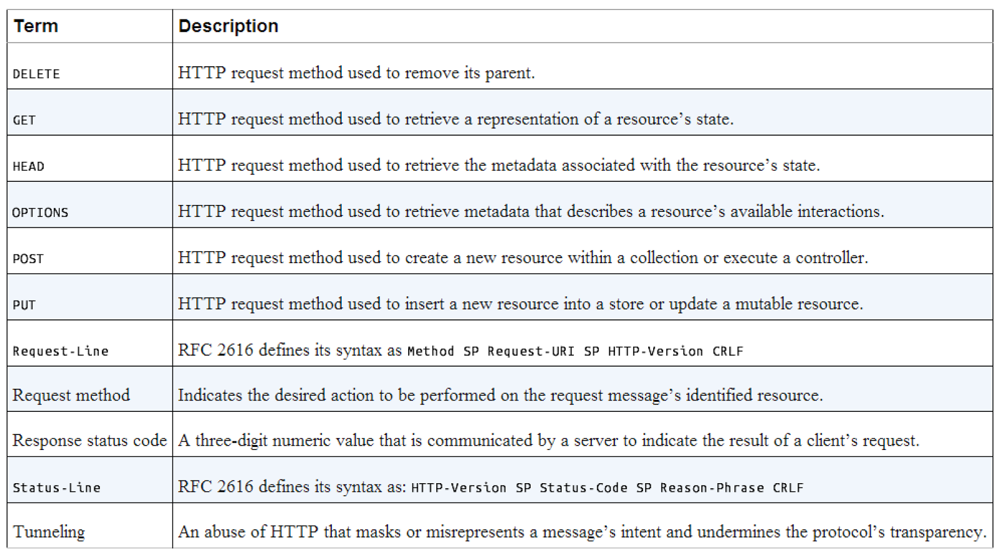 Term Description
DELETE HTTP request method used to remove its parent.
GET HTTP request method used to retrieve a representation of a resource’s state.
HEAD HTTP request method used to retrieve the metadata associated with the resource’s state.
OPTIONS HTTP request method used to retrieve metadata that describes a resource’s available interactions.
POST HTTP request method used to create a new resource within a collection or execute a controller.
PUT HTTP request method used to insert a new resource into a store or update a mutable resource.
Request-Line RFC 2616 defines its syntax as Method SP Request-URI SP HTTP-Version CRLF
Request method Indicates the desired action to be performed on the request message’s identified resource.
Response status code A three-digit numeric value that is communicated by a server to indicate the result of a client’s request.
Status-Line RFC 2616 defines its syntax as: HTTP-Version SP Status-Code SP Reason-Phrase CRLF
Tunneling An abuse of HTTP that masks or misrepresents a message’s intent and undermines the protocol’s transparency.